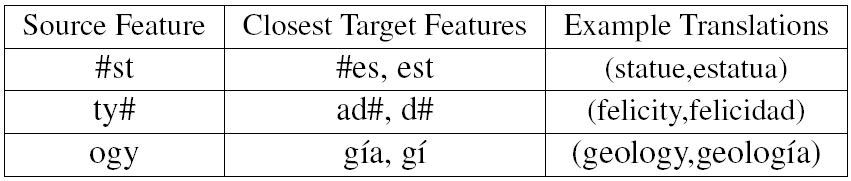 Source Feature Closest Target Features Example Translations
#st #es, est (statue,estatua)
ty# ad#, d# (felicity,felicidad)
ogy gía, gí (geology,geología)